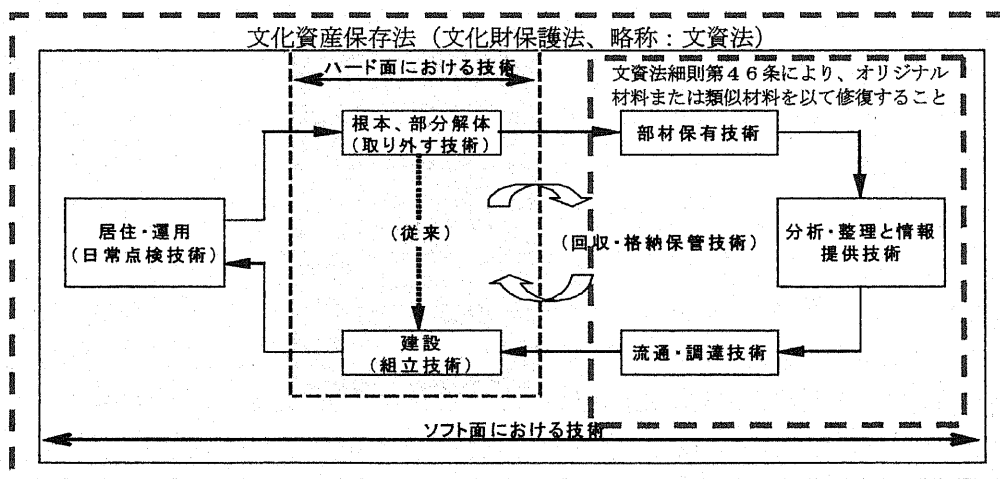 文化資産保存法（文化財保護法、略称：文資法）
ハード面における技術
文資法細則第４６条により、オリジナル
材料または類似材料を以て修復すること
根本、部分解体
(取り外す技術)
部材保有技術
居住・運用
(日常点検技術)
(従来)
(回収・格納保管技術)
分析・整理と情報
提供技術
建設
(組立技術)
流通・調達技術
ソフト面における技術